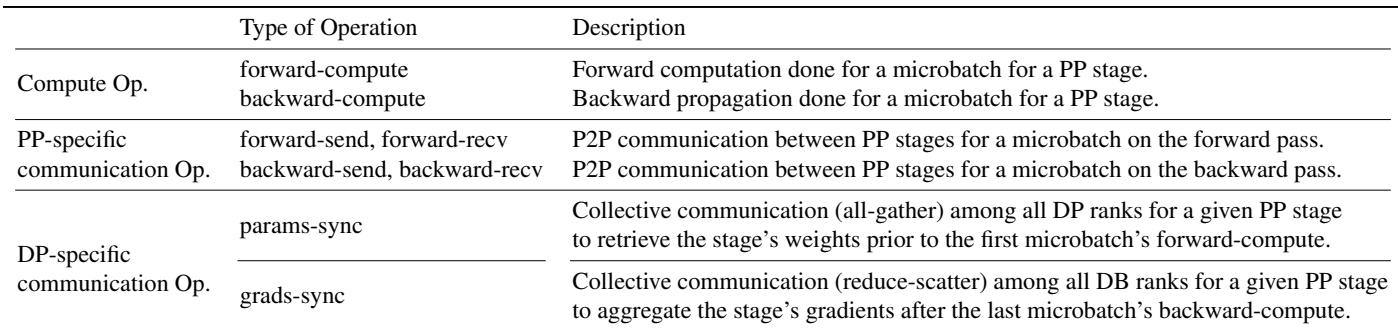 Type of Operation Description
Compute Op. forward-compute Forward computation done for a microbatch for a PP stage.
backward-compute Backward propagation done for a microbatch for a PP stage.
PP-specific forward-send, forward-recv P2P communication between PP stages for a microbatch on the forward pass.
communication Op. backward-send, backward-recv P2P communication between PP stages for a microbatch on the backward pass.
DP-specific
communication Op.
params-sync
Collective communication (all-gather) among all DP ranks for a given PP stage
to retrieve the stage's weights prior to the first microbatch's forward-compute.
grads-sync
Collective communication (reduce-scatter) among all DB ranks for a given PP stage
to aggregate the stage's gradients after the last microbatch's backward-compute.